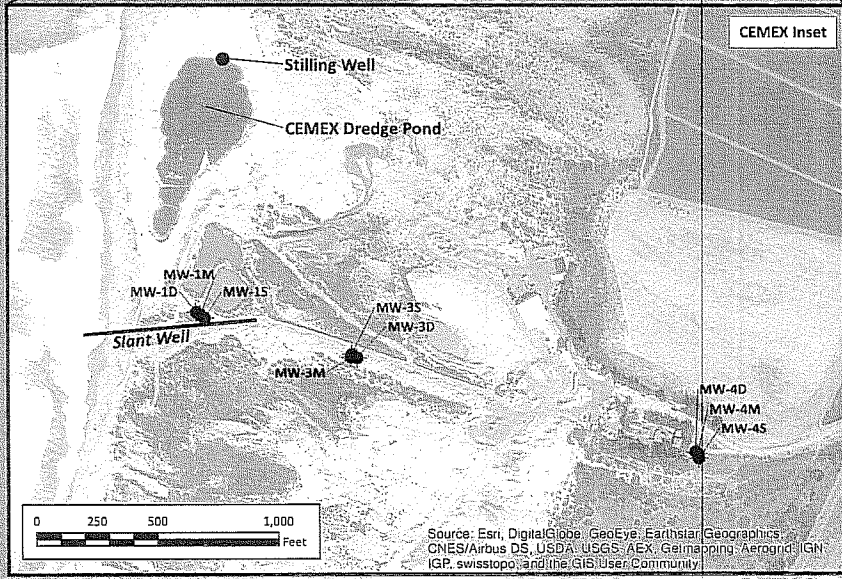 CEMEX Inset
Stilling Well
CEMEX Dredge Pond
MW-1M
MW-1D
MW-1S
Slant Well
MW-3S
MW-3D
MW-3M
MW-4D
MW-4M
MW-4S
0 250 500 1,000
Feet
Source: Esri, DigitalGlobe, GeoEye, Earthstar Geographics,
CNES/Airbus DS, USDA, USGS, AEX, Getmapping, Aerogrid, IGN,
IGP, swisstopo, and the GIS User Community